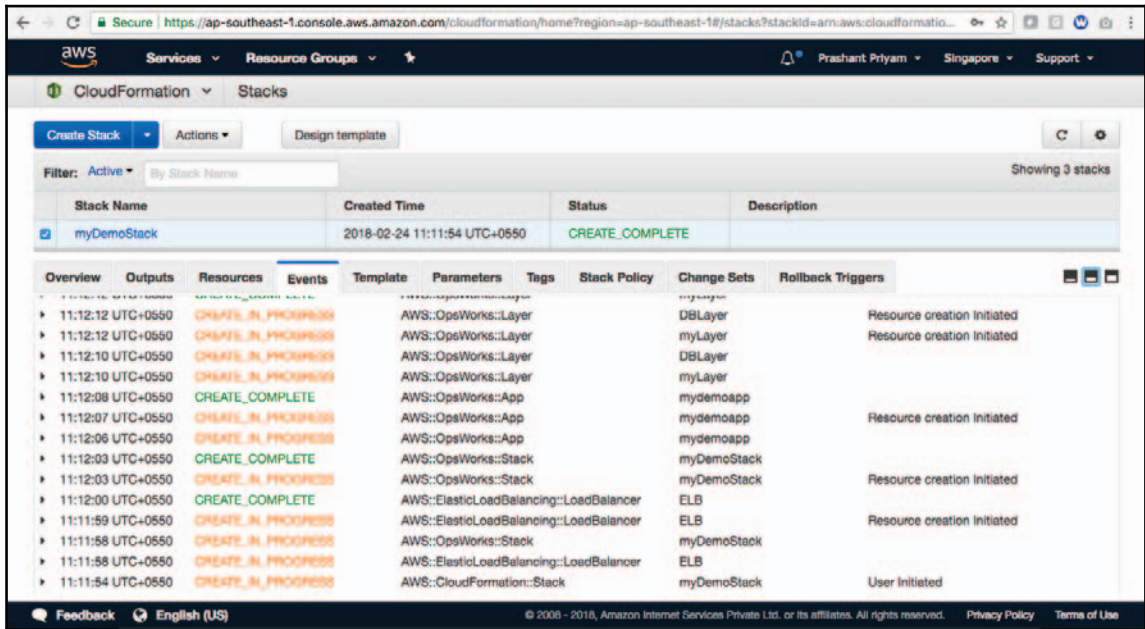 Secure https://ap-southeast-1.console.aws.amazon.com/cloudformation/home?region=ap-southeast-1#/stacks?stackId=arn:aws:cloudformatio...
aws Services Resource Groups Prashant Priyam Singapore Support
CloudFormation Stacks
Create Stack Actions Design template
Filter: Active By Stack Name Showing 3 stacks
Stack Name Created Time Status Description
myDemoStack 2018-02-24 11:11:54 UTC+0550 CREATE_COMPLETE
Overview Outputs Resources Events Template Parameters Tags Stack Policy Change Sets Rollback Triggers
11:12:12 UTC+0550 CREATE_COMPLETE AWS::OpsWorks::Layer myLayer
11:12:12 UTC+0550 CREATE_IN_PROGRESS AWS::OpsWorks::Layer DBLayer Resource creation Initiated
11:12:12 UTC+0550 CREATE_IN_PROGRESS AWS::OpsWorks::Layer myLayer Resource creation Initiated
11:12:10 UTC+0550 CREATE_IN_PROGRESS AWS::OpsWorks::Layer DBLayer
11:12:10 UTC+0550 CREATE_IN_PROGRESS AWS::OpsWorks::Layer myLayer
11:12:08 UTC+0550 CREATE_COMPLETE AWS::OpsWorks::App mydemoapp
11:12:07 UTC+0550 CREATE_IN_PROGRESS AWS::OpsWorks::App mydemoapp Resource creation Initiated
11:12:06 UTC+0550 CREATE_IN_PROGRESS AWS::OpsWorks::App mydemoapp
11:12:03 UTC+0550 CREATE_COMPLETE AWS::OpsWorks::Stack myDemoStack
11:12:03 UTC+0550 CREATE_IN_PROGRESS AWS::OpsWorks::Stack myDemoStack Resource creation Initiated
11:12:00 UTC+0550 CREATE_COMPLETE AWS::ElasticLoadBalancing::LoadBalancer ELB
11:11:59 UTC+0550 CREATE_IN_PROGRESS AWS::ElasticLoadBalancing::LoadBalancer ELB Resource creation Initiated
11:11:58 UTC+0550 CREATE_IN_PROGRESS AWS::OpsWorks::Stack myDemoStack
11:11:58 UTC+0550 CREATE_IN_PROGRESS AWS::ElasticLoadBalancing::LoadBalancer ELB
11:11:54 UTC+0550 CREATE_IN_PROGRESS AWS::CloudFormation::Stack myDemoStack User Initiated
Feedback English (US) © 2006 - 2018, Amazon Internet Services Private Ltd. or its affiliates. All rights reserved. Privacy Policy Terms of Use